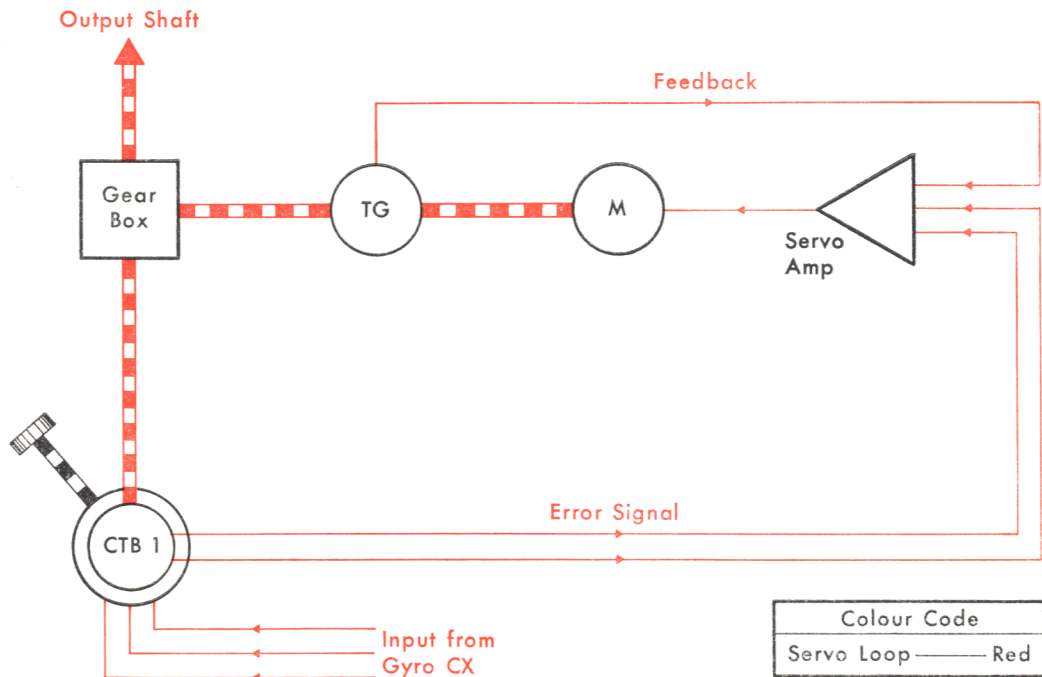 Output Shaft
Feedback
Gear
Box
TG
M
Servo
Amp
CTB 1
Error Signal
Input from
Gyro CX
Colour Code
Servo Loop Red